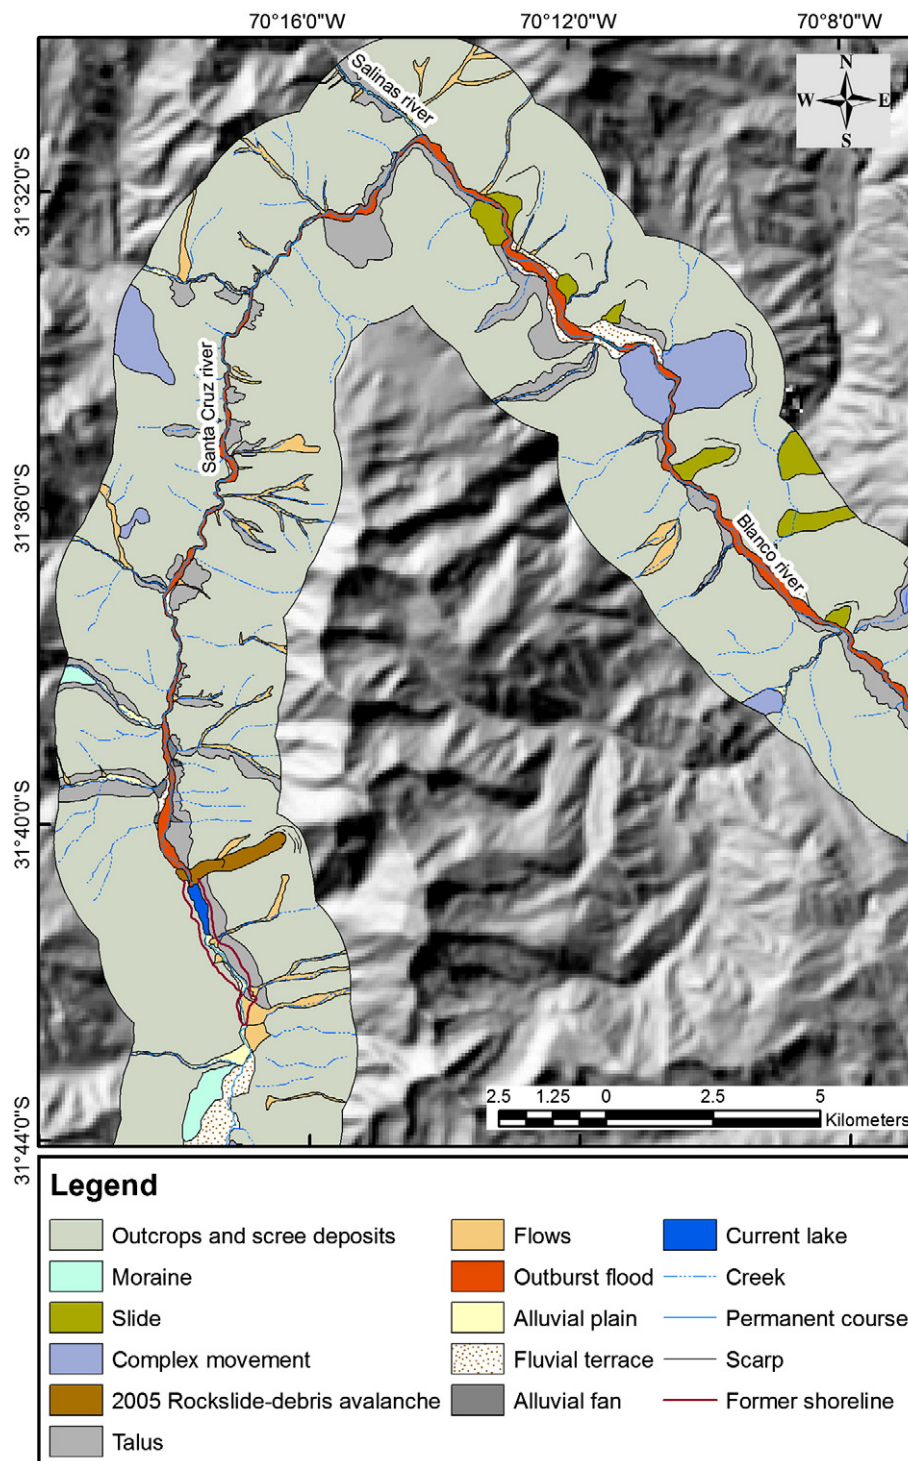 70°16'0"W 70°12'0"W 70°8'0"W
N
W E
S
Salinas river
31°32'0"S
Santa Cruz river
31°36'0"S
Blanco river
31°40'0"S
2.5 1.25 0 2.5 5
Kilometers
31°44'0"S
Legend
Outcrops and scree deposits
Moraine
Slide
Complex movement
2005 Rockslide-debris avalanche
Talus
Flows
Outburst flood
Alluvial plain
Fluvial terrace
Alluvial fan
Current lake
Creek
Permanent course
Scarp
Former shoreline